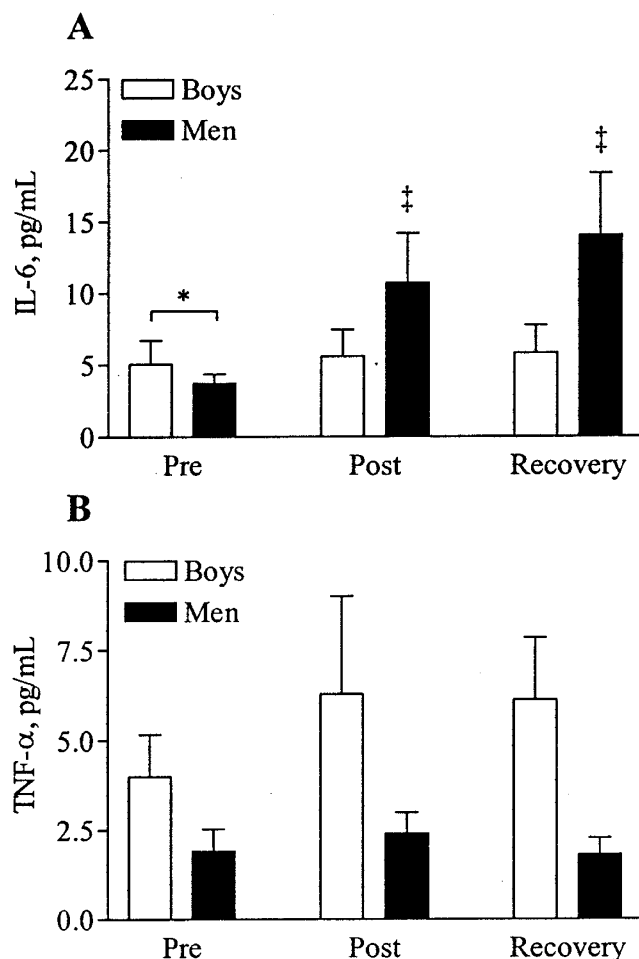 A
Boys
Men
25
20
15
10
5
0
IL-6, pg/mL
*
‡
‡
Pre Post Recovery
B
Boys
Men
10.0
7.5
5.0
2.5
0.0
TNF-α, pg/mL
Pre Post Recovery